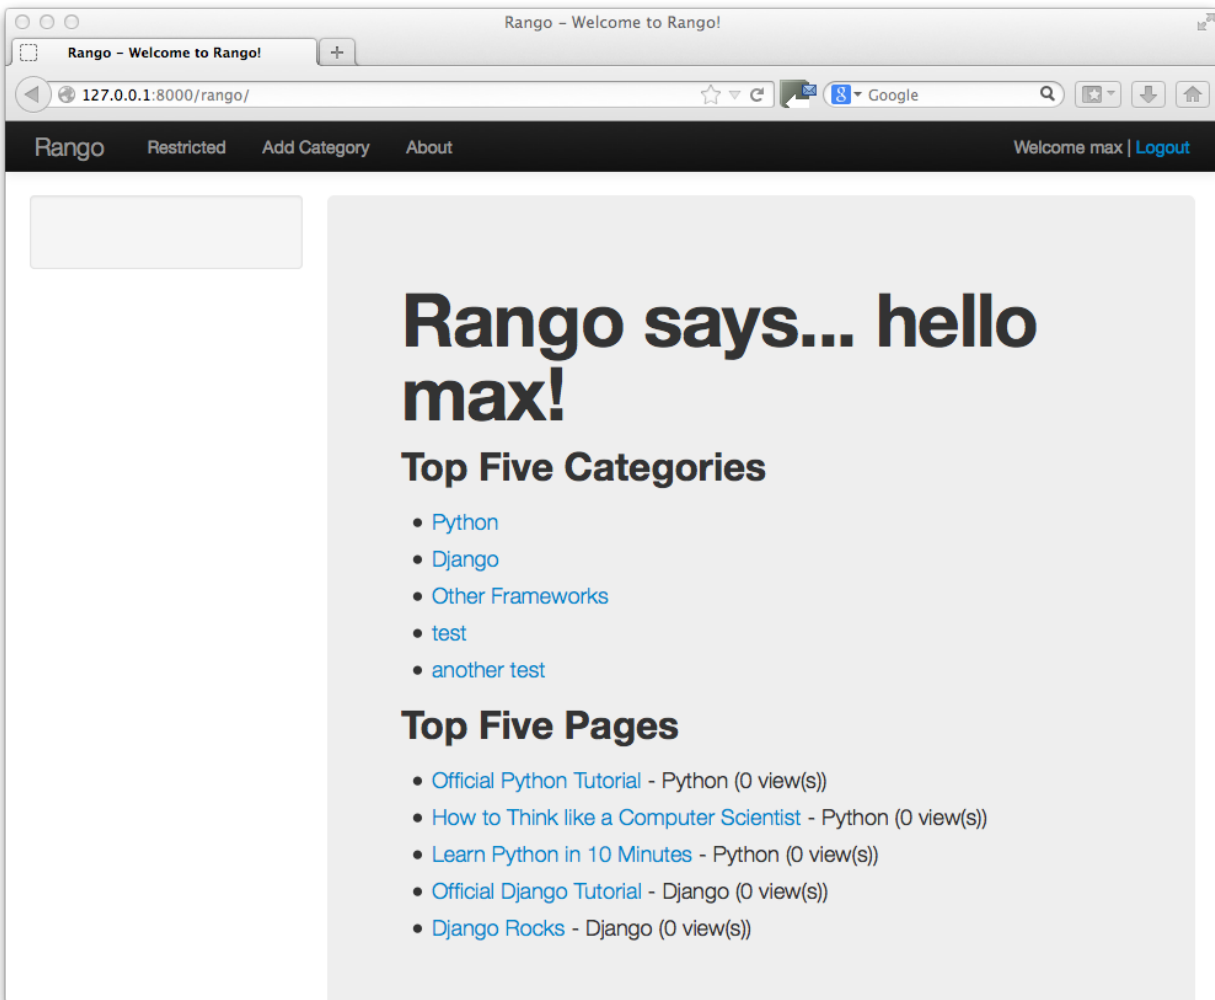 Rango – Welcome to Rango!
Rango – Welcome to Rango!
127.0.0.1:8000/rango/
8 Google
Rango Restricted Add Category About Welcome max | Logout
Rango says... hello
max!
Top Five Categories
• Python
• Django
• Other Frameworks
• test
• another test
Top Five Pages
• Official Python Tutorial - Python (0 view(s))
• How to Think like a Computer Scientist - Python (0 view(s))
• Learn Python in 10 Minutes - Python (0 view(s))
• Official Django Tutorial - Django (0 view(s))
• Django Rocks - Django (0 view(s))